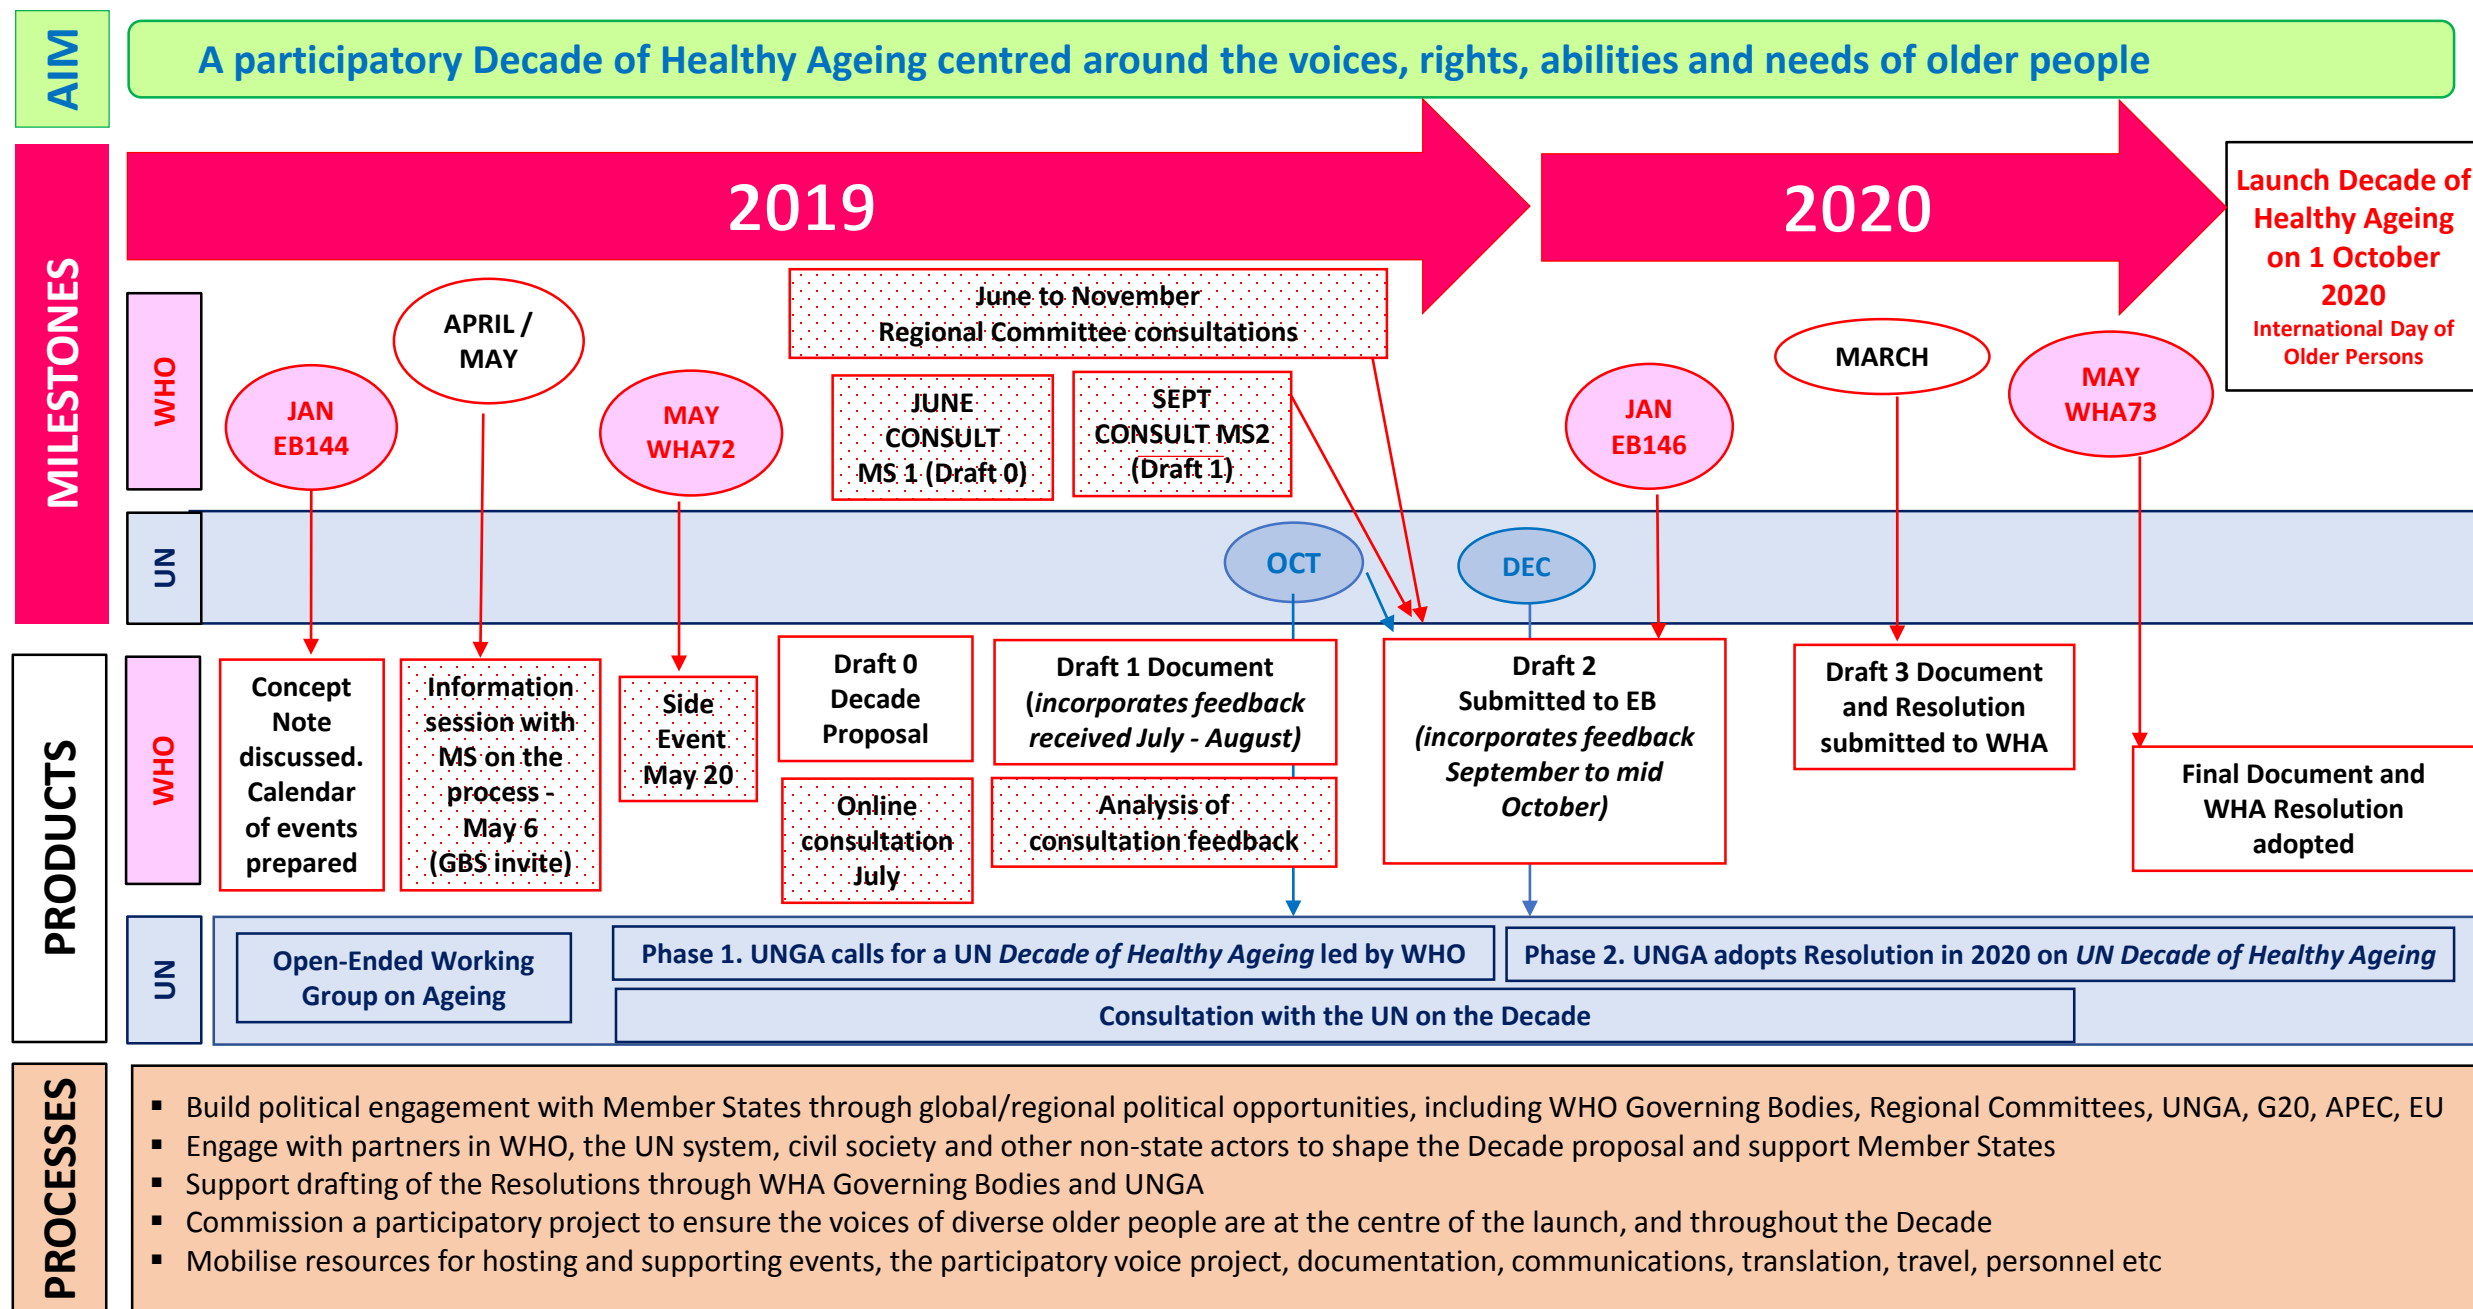 AIM
A participatory Decade of Healthy Ageing centred around the voices, rights, abilities and needs of older people
MILESTONES
2019
2020
Launch Decade of
Healthy Ageing
on 1 October
2020
International Day of
Older Persons
WHO
JAN
EB144
APRIL /
MAY
MAY
WHA72
June to November
Regional Committee consultations
JUNE
CONSULT
MS 1 (Draft 0)
SEPT
CONSULT MS2
(Draft 1)
JAN
EB146
MARCH
MAY
WHA73
UN
OCT
DEC
PRODUCTS
WHO
Concept
Note
discussed.
Calendar
of events
prepared
Information
session with
MS on the
process -
May 6
(GBS invite)
Side
Event
May 20
Draft 0
Decade
Proposal
Online
consultation
July
Draft 1 Document
(incorporates feedback
received July - August)
Analysis of
consultation feedback
Draft 2
Submitted to EB
(incorporates feedback
September to mid
October)
Draft 3 Document
and Resolution
submitted to WHA
Final Document and
WHA Resolution
adopted
UN
Open-Ended Working
Group on Ageing
Phase 1. UNGA calls for a UN Decade of Healthy Ageing led by WHO
Phase 2. UNGA adopts Resolution in 2020 on UN Decade of Healthy Ageing
Consultation with the UN on the Decade
PROCESSES
▪ Build political engagement with Member States through global/regional political opportunities, including WHO Governing Bodies, Regional Committees, UNGA, G20, APEC, EU
▪ Engage with partners in WHO, the UN system, civil society and other non-state actors to shape the Decade proposal and support Member States
▪ Support drafting of the Resolutions through WHA Governing Bodies and UNGA
▪ Commission a participatory project to ensure the voices of diverse older people are at the centre of the launch, and throughout the Decade
▪ Mobilise resources for hosting and supporting events, the participatory voice project, documentation, communications, translation, travel, personnel etc